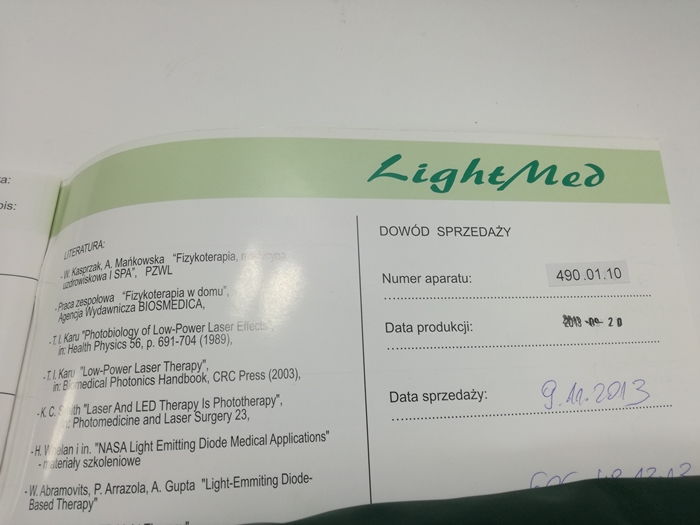 a:
pis:
LightMed
LITERATURA:
- W. Kasprzak, A. Mańkowska "Fizykoterapia,
uzdrowiskowa I SPA", PZWL
- Praca zespołowa "Fizykoterapia w domu",
Agencja Wydawnicza BIOSMEDICA,
- T. I. Karu "Photobiology of Low-Power Laser Effects",
in: Health Physics 56, p. 691-704 (1989),
- T. I. Karu "Low-Power Laser Therapy",
in: Biomedical Photonics Handbook, CRC Press (2003),
- K. C. "Laser And LED Therapy Is Phototherapy",
Photomedicine and Laser Surgery 23,
- H. Whelan i in. "NASA Light Emitting Diode Medical Applications"
- materiały szkoleniowe
- W. Abramovits, P. Arrazola, A. Gupta "Light-Emmiting Diode-
Based Therapy"
DOWÓD SPRZEDAŻY
Numer aparatu: 490.01.10
Data produkcji: 2013 20
Data sprzedaży: 9.11.2013